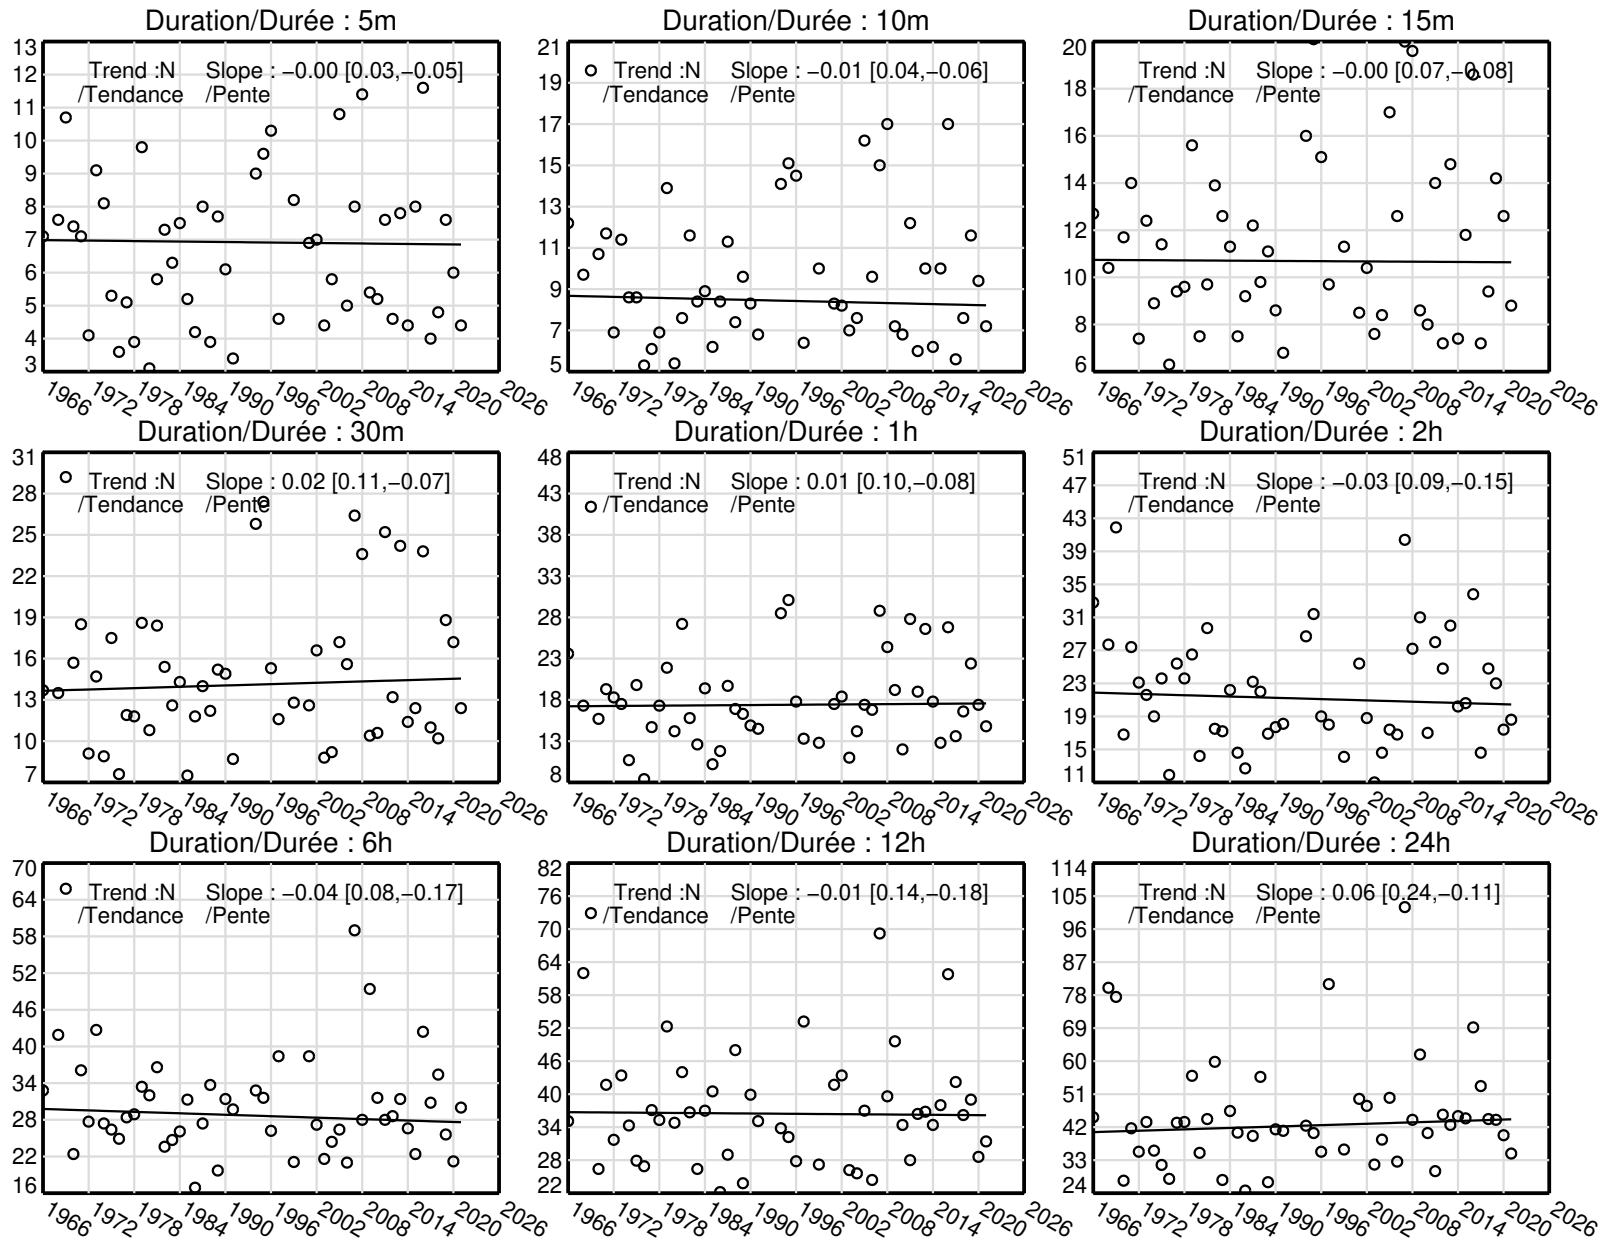 Duration/Durée : 5m
13
12
11
10
9
8
7
6
5
4
3
Trend :N Slope : −0.00 [0.03,−0.05]
/Tendance /Pente
1966 1972 1978 1984 1990 1996 2002 2008 2014 2020 2026
Duration/Durée : 10m
21
19
17
15
13
11
9
7
5
Trend :N Slope : −0.01 [0.04,−0.06]
/Tendance /Pente
1966 1972 1978 1984 1990 1996 2002 2008 2014 2020 2026
Duration/Durée : 15m
20
18
16
14
12
10
8
6
Trend :N Slope : −0.00 [0.07,−0.08]
/Tendance /Pente
1966 1972 1978 1984 1990 1996 2002 2008 2014 2020 2026
Duration/Durée : 30m
31
28
25
22
19
16
13
10
7
Trend :N Slope : 0.02 [0.11,−0.07]
/Tendance /Pente
1966 1972 1978 1984 1990 1996 2002 2008 2014 2020 2026
Duration/Durée : 1h
48
43
38
33
28
23
18
13
8
Trend :N Slope : 0.01 [0.10,−0.08]
/Tendance /Pente
1966 1972 1978 1984 1990 1996 2002 2008 2014 2020 2026
Duration/Durée : 2h
51
47
43
39
35
31
27
23
19
15
11
Trend :N Slope : −0.03 [0.09,−0.15]
/Tendance /Pente
1966 1972 1978 1984 1990 1996 2002 2008 2014 2020 2026
Duration/Durée : 6h
70
64
58
52
46
40
34
28
22
16
Trend :N Slope : −0.04 [0.08,−0.17]
/Tendance /Pente
1966 1972 1978 1984 1990 1996 2002 2008 2014 2020 2026
Duration/Durée : 12h
82
76
70
64
58
52
46
40
34
28
22
Trend :N Slope : −0.01 [0.14,−0.18]
/Tendance /Pente
1966 1972 1978 1984 1990 1996 2002 2008 2014 2020 2026
Duration/Durée : 24h
114
105
96
87
78
69
60
51
42
33
24
Trend :N Slope : 0.06 [0.24,−0.11]
/Tendance /Pente
1966 1972 1978 1984 1990 1996 2002 2008 2014 2020 2026